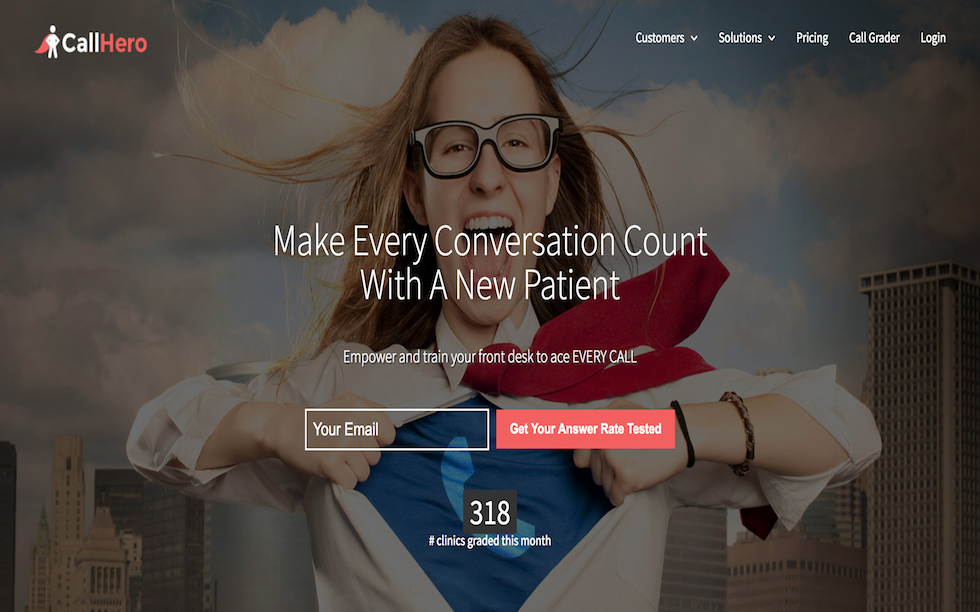 CallHero
Customers Solutions Pricing Call Grader Login
Make Every Conversation Count
With A New Patient
Empower and train your front desk to ace EVERY CALL
Your Email
Get Your Answer Rate Tested
318
# clinics graded this month